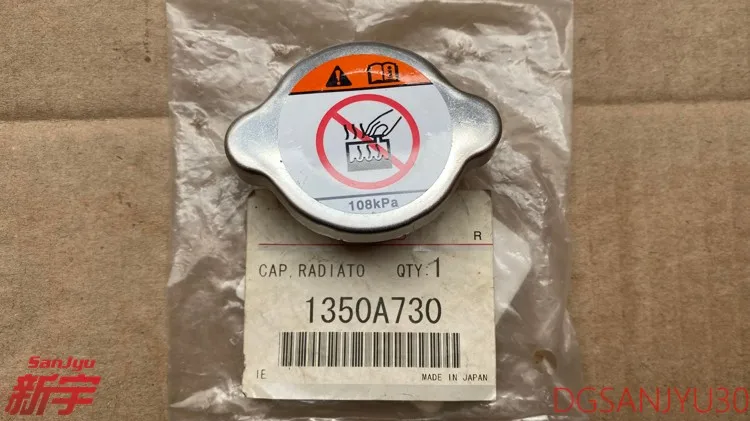 108kPa
R
CAP, RADIATO QTY:1
1350A730
IE MADE IN JAPAN
SanJyu
新宇
DGSANJYU30